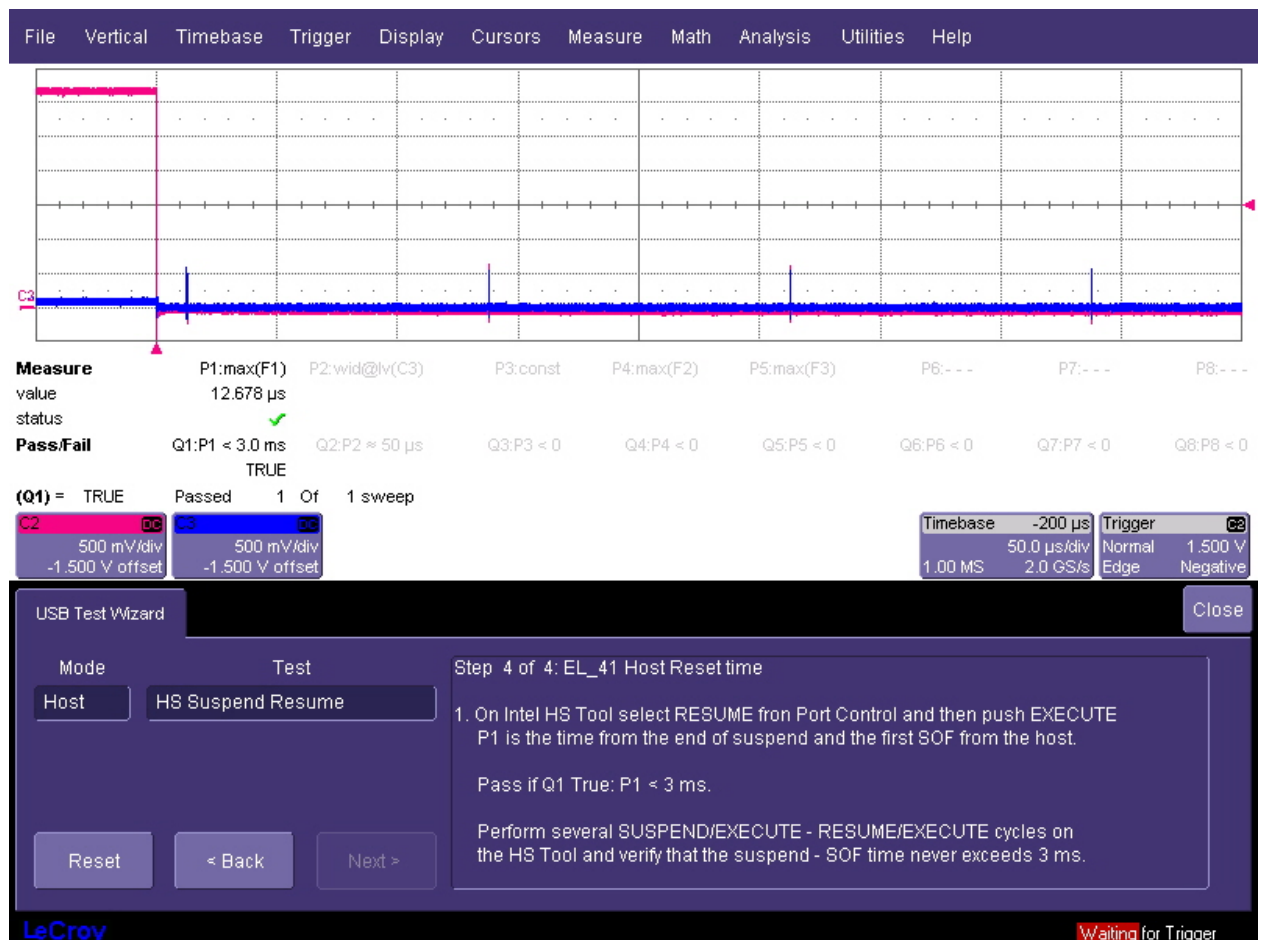 File Vertical Timebase Trigger Display Cursors Measure Math Analysis Utilities Help
C3
Measure P1:max(F1) P2:wid@lv(C3) P3:const P4:max(F2) P5:max(F3) P6:- - - P7:- - - P8:- - -
value 12.678 µs
status
Pass/Fail Q1:P1 < 3.0 ms Q2:P2 ≈ 50 µs Q3:P3 < 0 Q4:P4 < 0 Q5:P5 < 0 Q6:P6 < 0 Q7:P7 < 0 Q8:P8 < 0
TRUE
(Q1) = TRUE Passed 1 Of 1 sweep
C2 DC C3 DC Timebase -200 µs Trigger C2
500 mV/div 500 mV/div 50.0 µs/div Normal 1.500 V
-1.500 V offset -1.500 V offset 1.00 MS 2.0 GS/s Edge Negative
USB Test Wizard Close
Mode Test
Host HS Suspend Resume
Step 4 of 4: EL_41 Host Reset time
1. On Intel HS Tool select RESUME fron Port Control and then push EXECUTE
P1 is the time from the end of suspend and the first SOF from the host.
Pass if Q1 True: P1 < 3 ms.
Perform several SUSPEND/EXECUTE - RESUME/EXECUTE cycles on
the HS Tool and verify that the suspend - SOF time never exceeds 3 ms.
Reset < Back Next >
LeCroy Waiting for Trigger